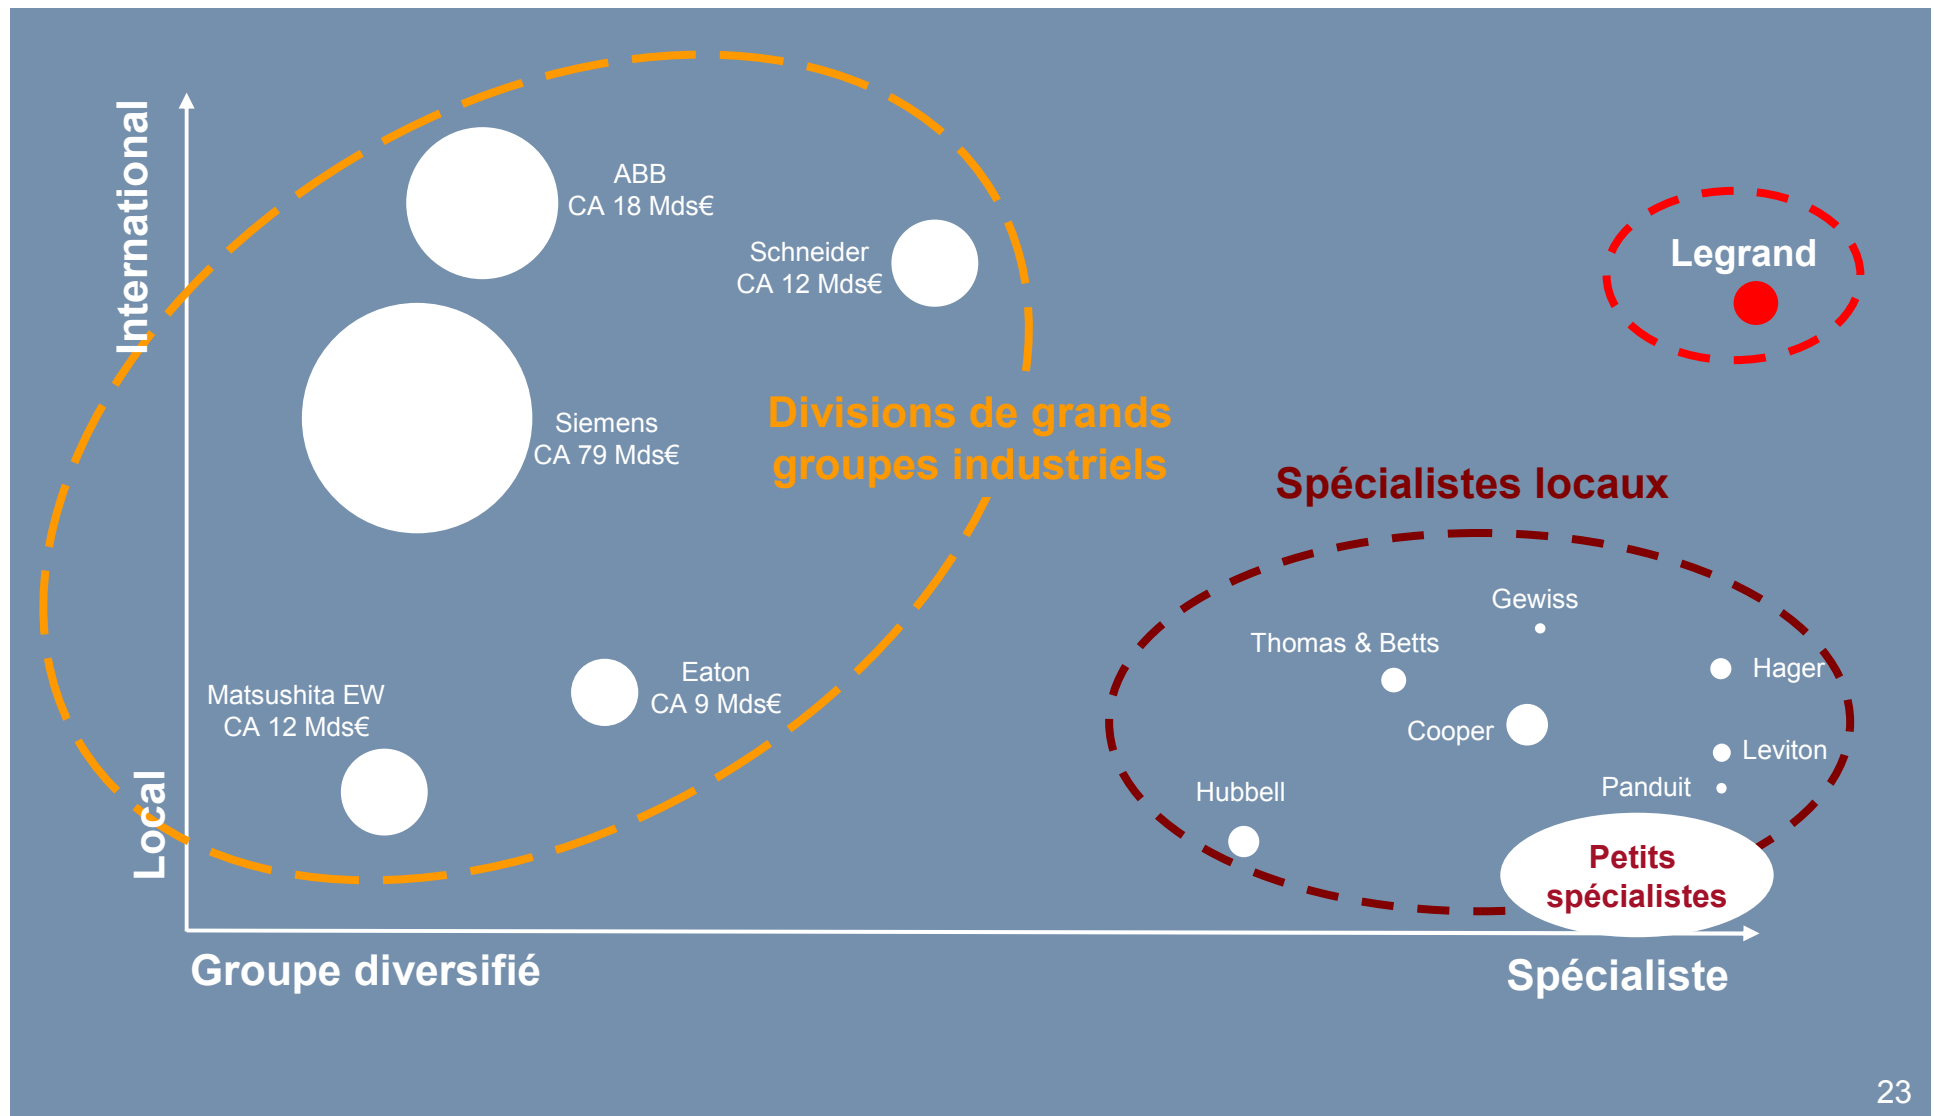 International
ABB
CA 18 Mds€
Schneider
CA 12 Mds€
Legrand
Siemens
CA 79 Mds€
Divisions de grands
groupes industriels
Spécialistes locaux
Gewiss
Thomas & Betts
Hager
Cooper
Leviton
Panduit
Hubbell
Petits
spécialistes
Eaton
CA 9 Mds€
Matsushita EW
CA 12 Mds€
Local
Groupe diversifié
Spécialiste
23